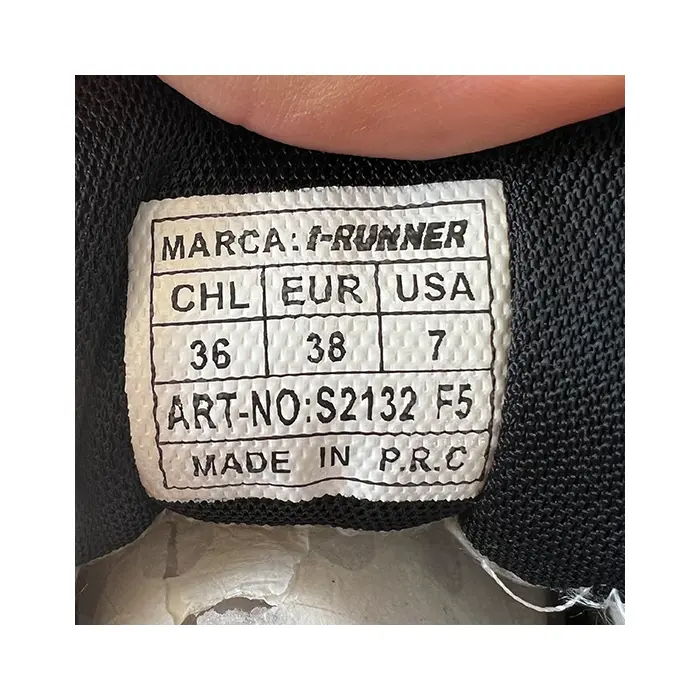 MARCA: I-RUNNER
CHL EUR USA
36 38 7
ART-NO:S2132 F5
MADE IN P.R.C